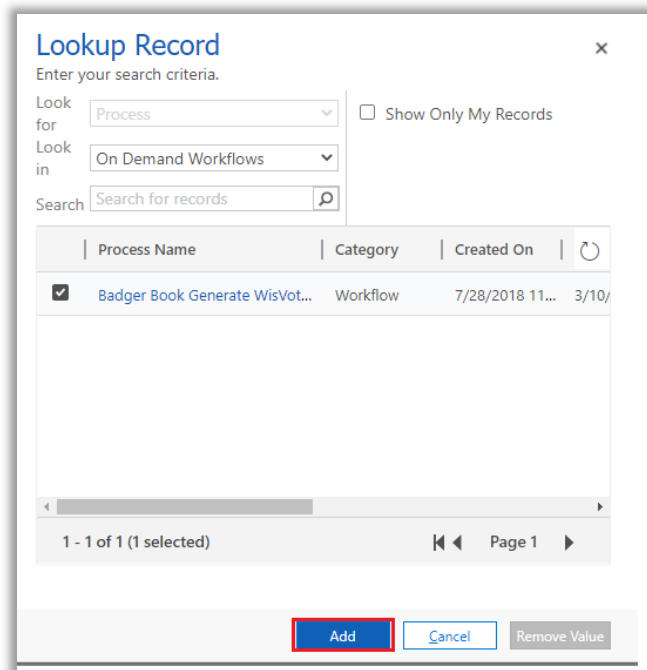 Lookup Record
Enter your search criteria.
Look for
Process
Show Only My Records
Look in
On Demand Workflows
Search
Search for records
Process Name
Category
Created On
Badger Book Generate WisVot...
Workflow
7/28/2018 11...
3/10/
1 - 1 of 1 (1 selected)
Page 1
Add
Cancel
Remove Value